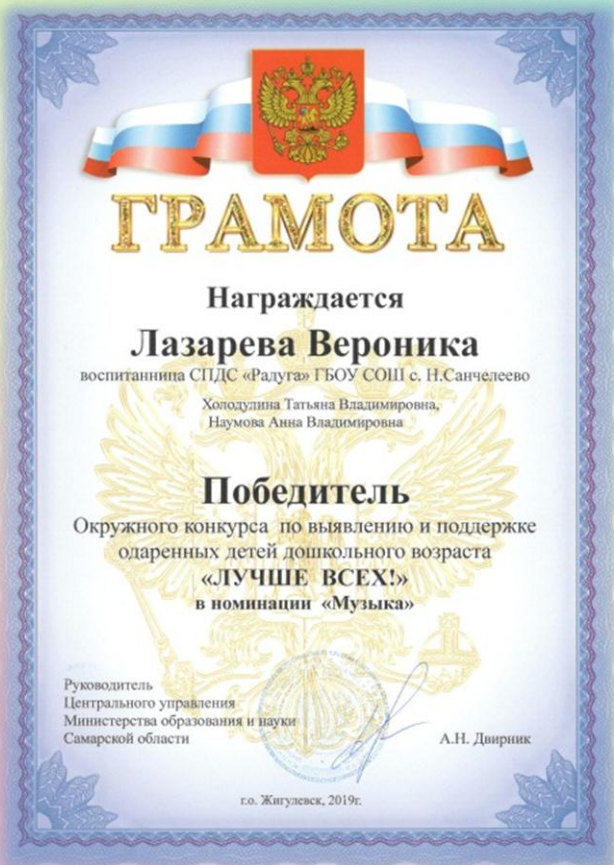 ГРАМОТА
Награждается
Лазарева Вероника
воспитанница СПДС «Радуга» ГБОУ СОШ с. Н.Санчелеево
Холодулина Татьяна Владимировна,
Наумова Анна Владимировна
Победитель
Окружного конкурса по выявлению и поддержке
одаренных детей дошкольного возраста
«ЛУЧШЕ ВСЕХ!»
в номинации «Музыка»
Руководитель
Центрального управления
Министерства образования и науки
Самарской области
А.Н. Двирник
г.о. Жигулевск, 2019г.